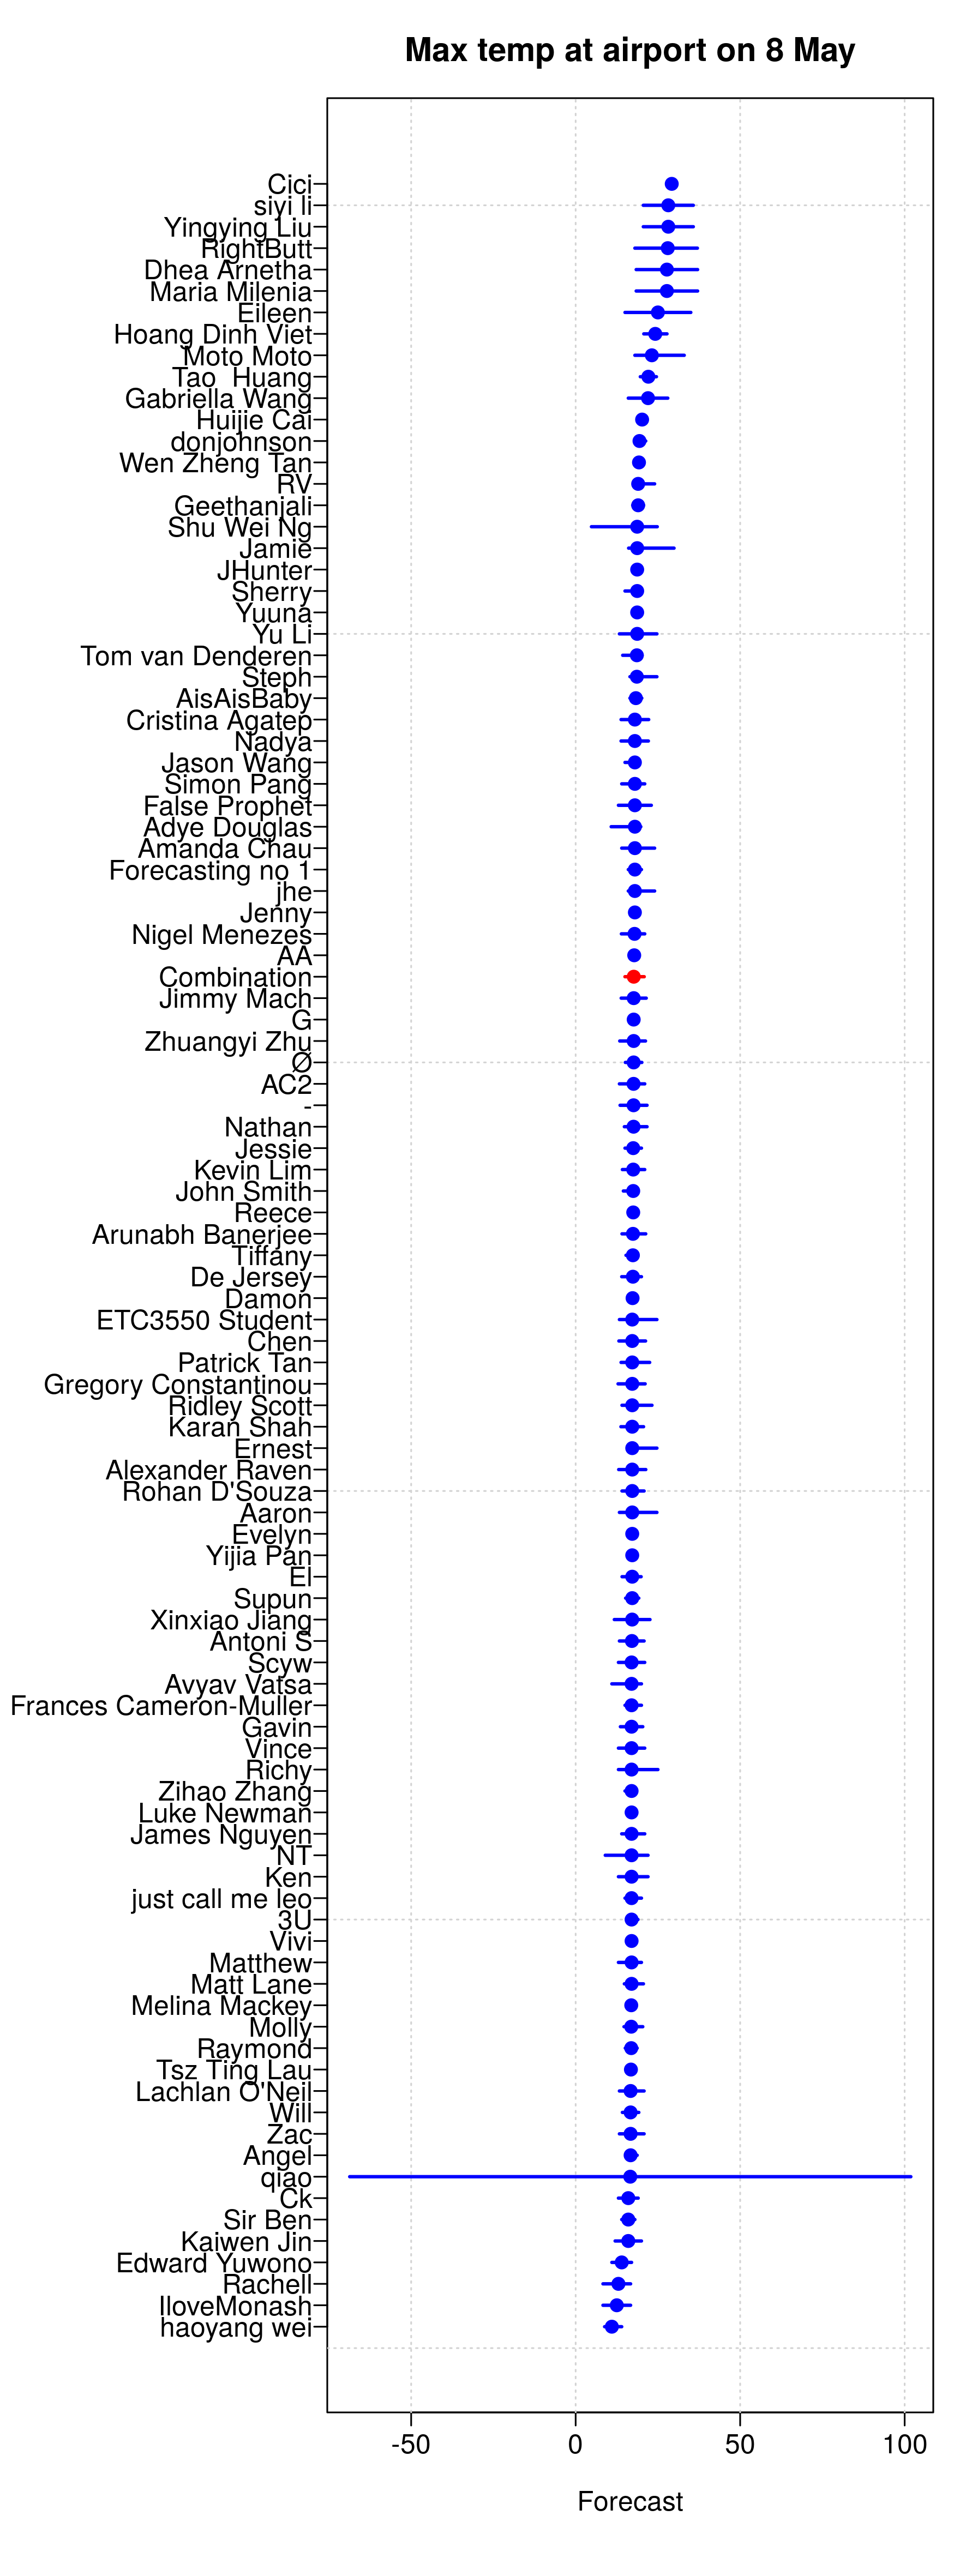 Max temp at airport on 8 May
Cici
siyi li
Yingying Liu
RightButt
Dhea Arnetha
Maria Milenia
Eileen
Hoang Dinh Viet
Moto Moto
Tao  Huang
Gabriella Wang
Huijie Cai
donjohnson
Wen Zheng Tan
RV
Geethanjali
Shu Wei Ng
Jamie
JHunter
Sherry
Yuuna
Yu Li
Tom van Denderen
Steph
AisAisBaby
Cristina Agatep
Nadya
Jason Wang
Simon Pang
False Prophet
Adye Douglas
Amanda Chau
Forecasting no 1
jhe
Jenny
Nigel Menezes
AA
Combination
Jimmy Mach
G
Zhuangyi Zhu
Ø
AC2
-
Nathan
Jessie
Kevin Lim
John Smith
Reece
Arunabh Banerjee
Tiffany
De Jersey
Damon
ETC3550 Student
Chen
Patrick Tan
Gregory Constantinou
Ridley Scott
Karan Shah
Ernest
Alexander Raven
Rohan D'Souza
Aaron
Evelyn
Yijia Pan
El
Supun
Xinxiao Jiang
Antoni S
Scyw
Avyav Vatsa
Frances Cameron-Muller
Gavin
Vince
Richy
Zihao Zhang
Luke Newman
James Nguyen
NT
Ken
just call me leo
3U
Vivi
Matthew
Matt Lane
Melina Mackey
Molly
Raymond
Tsz Ting Lau
Lachlan O'Neil
Will
Zac
Angel
qiao
Ck
Sir Ben
Kaiwen Jin
Edward Yuwono
Rachell
IloveMonash
haoyang wei
-50 0 50 100
Forecast